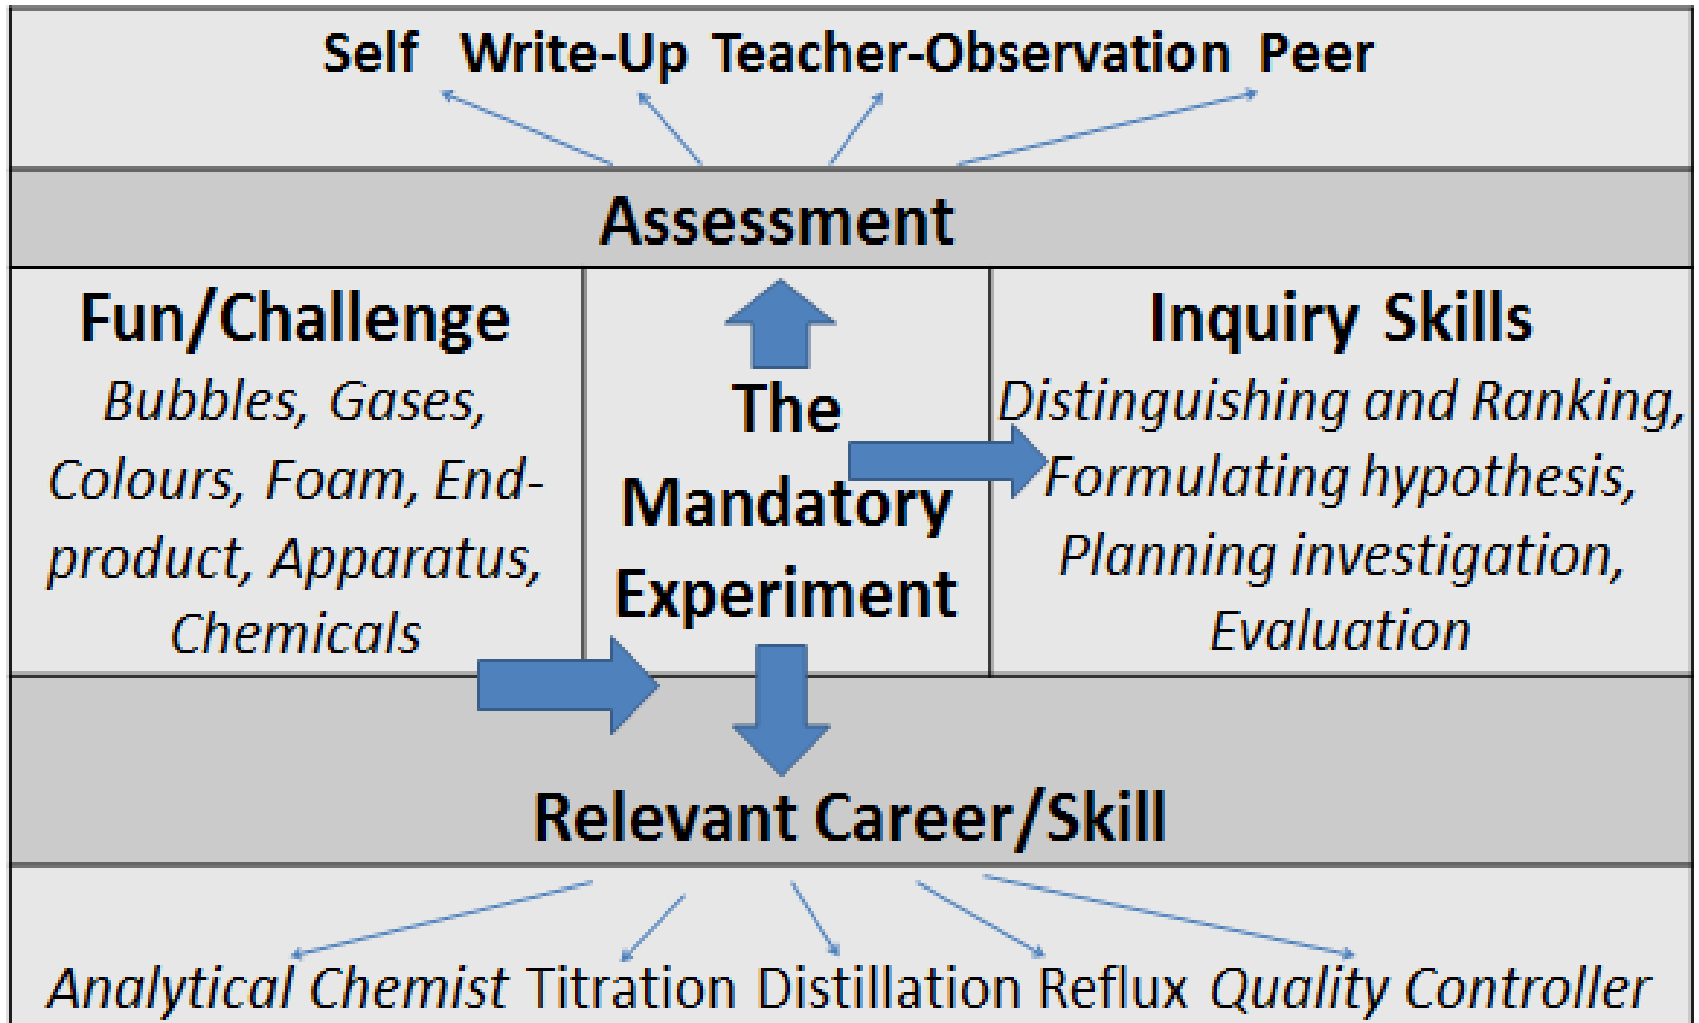 Self Write-Up Teacher-Observation Peer
Assessment
Fun/Challenge
Bubbles, Gases,
Colours, Foam, End-
product, Apparatus,
Chemicals
The
Mandatory
Experiment
Inquiry Skills
Distinguishing and Ranking,
Formulating hypothesis,
Planning investigation,
Evaluation
Relevant Career/Skill
Analytical Chemist Titration Distillation Reflux Quality Controller